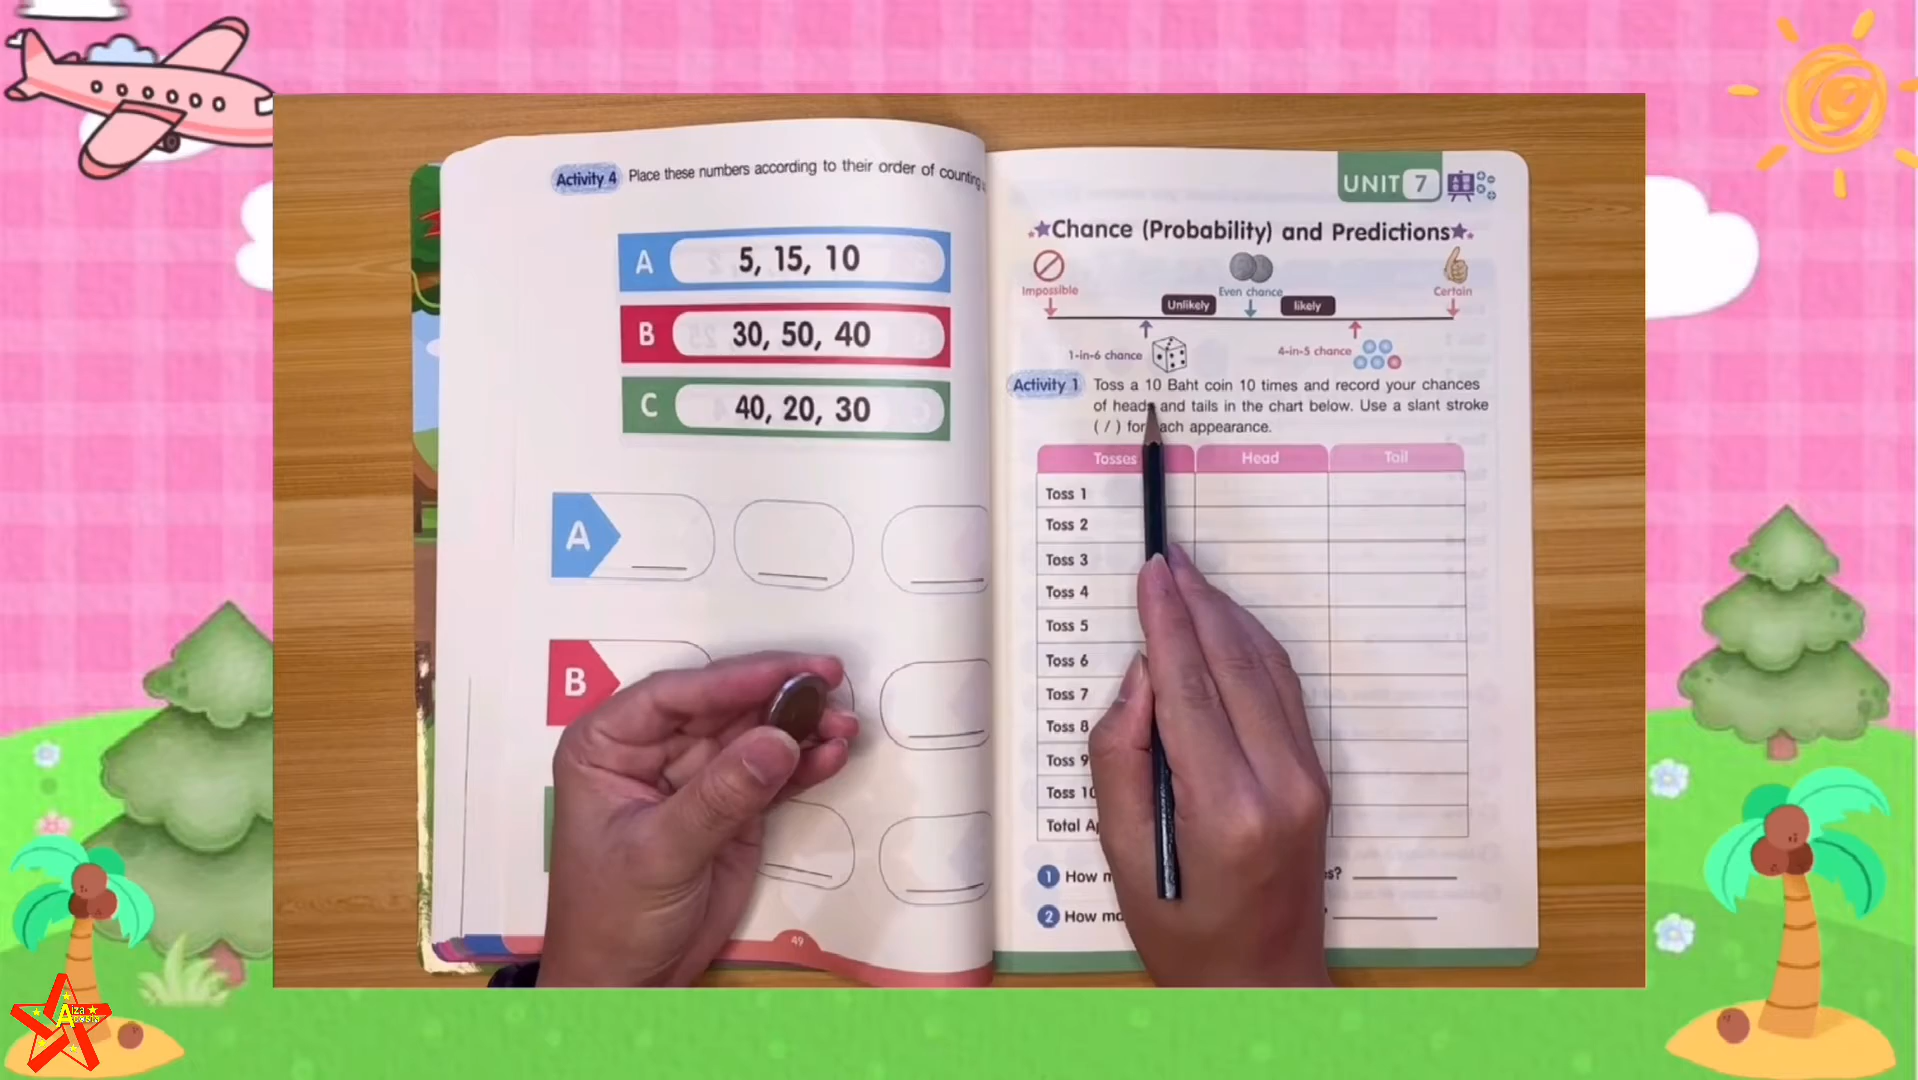 Activity 4 Place these numbers according to their order of counting
A 5, 15, 10
B 30, 50, 40
C 40, 20, 30
A
B
49
UNIT 7
Chance (Probability) and Predictions
Impossible
Even chance
Certain
Unlikely
likely
1-in-6 chance
4-in-5 chance
Activity 1 Toss a 10 Baht coin 10 times and record your chances
of heads and tails in the chart below. Use a slant stroke
( / ) for each appearance.
Tosses Head Tail
Toss 1
Toss 2
Toss 3
Toss 4
Toss 5
Toss 6
Toss 7
Toss 8
Toss 9
Toss 10
Total
1 How
2 How
Aiza